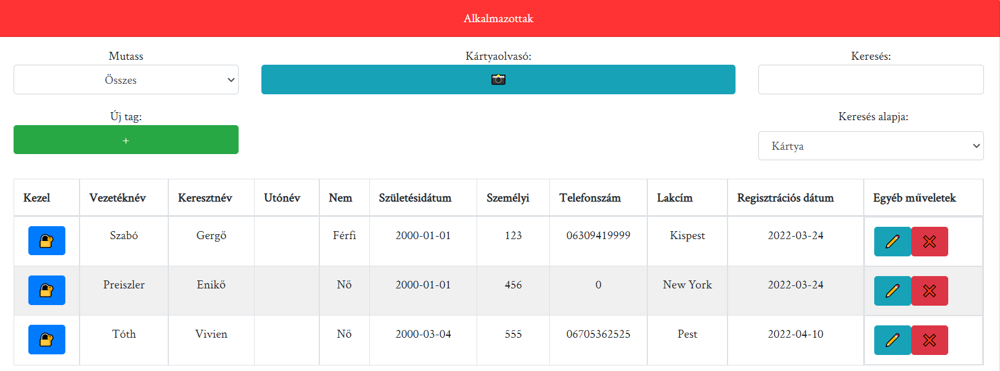 Alkalmazottak
Mutass
Kártyaolvasó:
Keresés:
Összes
Új tag:
Keresés alapja:
+
Kártya
Kezel Vezetéknév Keresztnév Utónév Nem Születésidátum Személyi Telefonszám Lakcím Regisztrációs dátum Egyéb műveletek
Szabó Gergő Férfi 2000-01-01 123 06309419999 Kispest 2022-03-24
Preiszler Enikő Nő 2000-01-01 456 0 New York 2022-03-24
Tóth Vivien Nő 2000-03-04 555 06705362525 Pest 2022-04-10